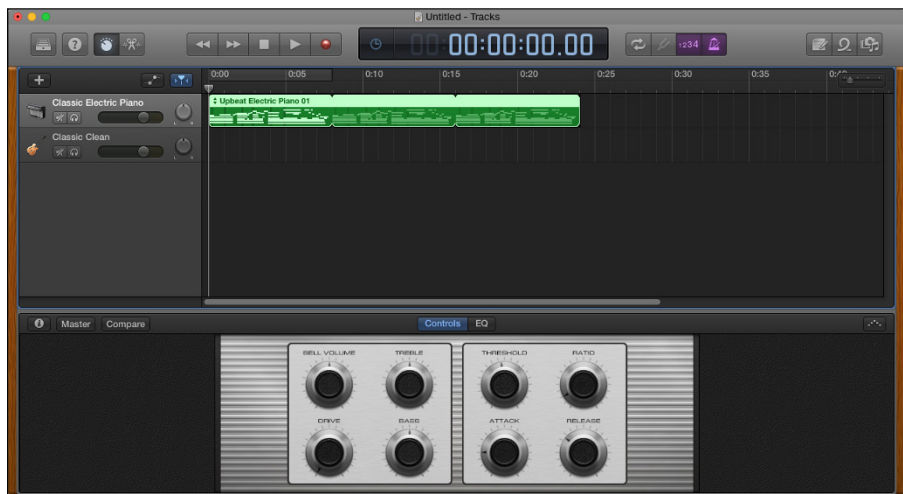 Untitled - Tracks
00:00:00.00
1234
0:00 0:05 0:10 0:15 0:20 0:25 0:30 0:35
Classic Electric Piano
Upbeat Electric Piano 01
Classic Clean
Master Compare Controls EQ
BELL VOLUME TREBLE THRESHOLD RATIO
DRIVE BASS ATTACK RELEASE